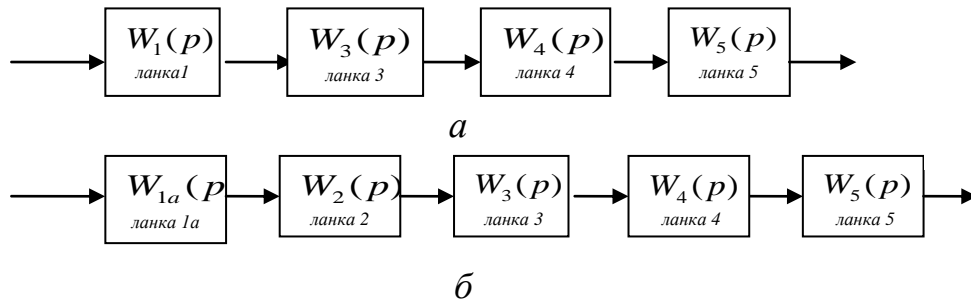 W₁(p) W₃(p) W₄(p) W₅(p)
ланка1 ланка 3 ланка 4 ланка 5
а
W₁ₐ(p W₂(p) W₃(p) W₄(p) W₅(p)
ланка 1а ланка 2 ланка 3 ланка 4 ланка 5
б